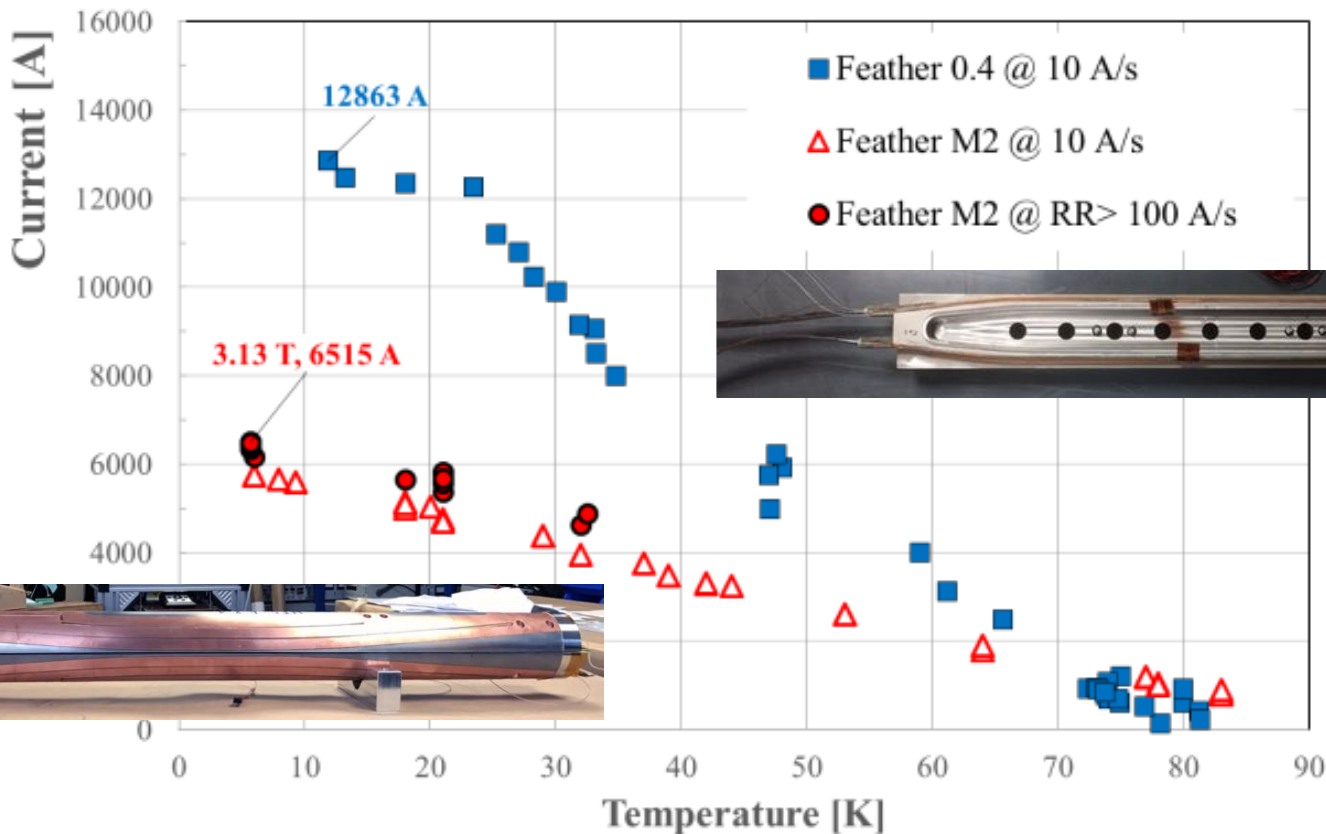 16000
14000
12000
10000
8000
6000
4000
0
Current [A]
12863 A
3.13 T, 6515 A
Feather 0.4 @ 10 A/s
Feather M2 @ 10 A/s
Feather M2 @ RR> 100 A/s
0 10 20 30 40 50 60 70 80 90
Temperature [K]